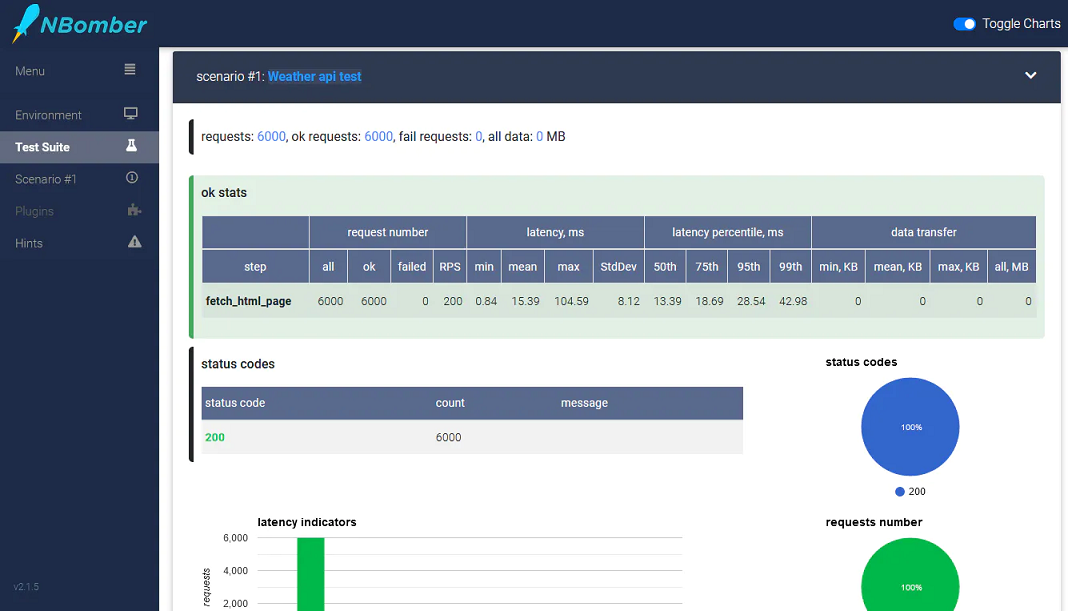 NBomber
Toggle Charts
Menu
Environment
Test Suite
Scenario #1
Plugins
Hints
v2.1.5
scenario #1: Weather api test
requests: 6000, ok requests: 6000, fail requests: 0, all data: 0 MB
ok stats
request number latency, ms latency percentile, ms data transfer
step all ok failed RPS min mean max StdDev 50th 75th 95th 99th min, KB mean, KB max, KB all, MB
fetch_html_page 6000 6000 0 200 0.84 15.39 104.59 8.12 13.39 18.69 28.54 42.98 0 0 0 0
status codes
status code count message
200 6000
status codes
100%
200
latency indicators
6,000
4,000
2,000
requests
requests number
100%